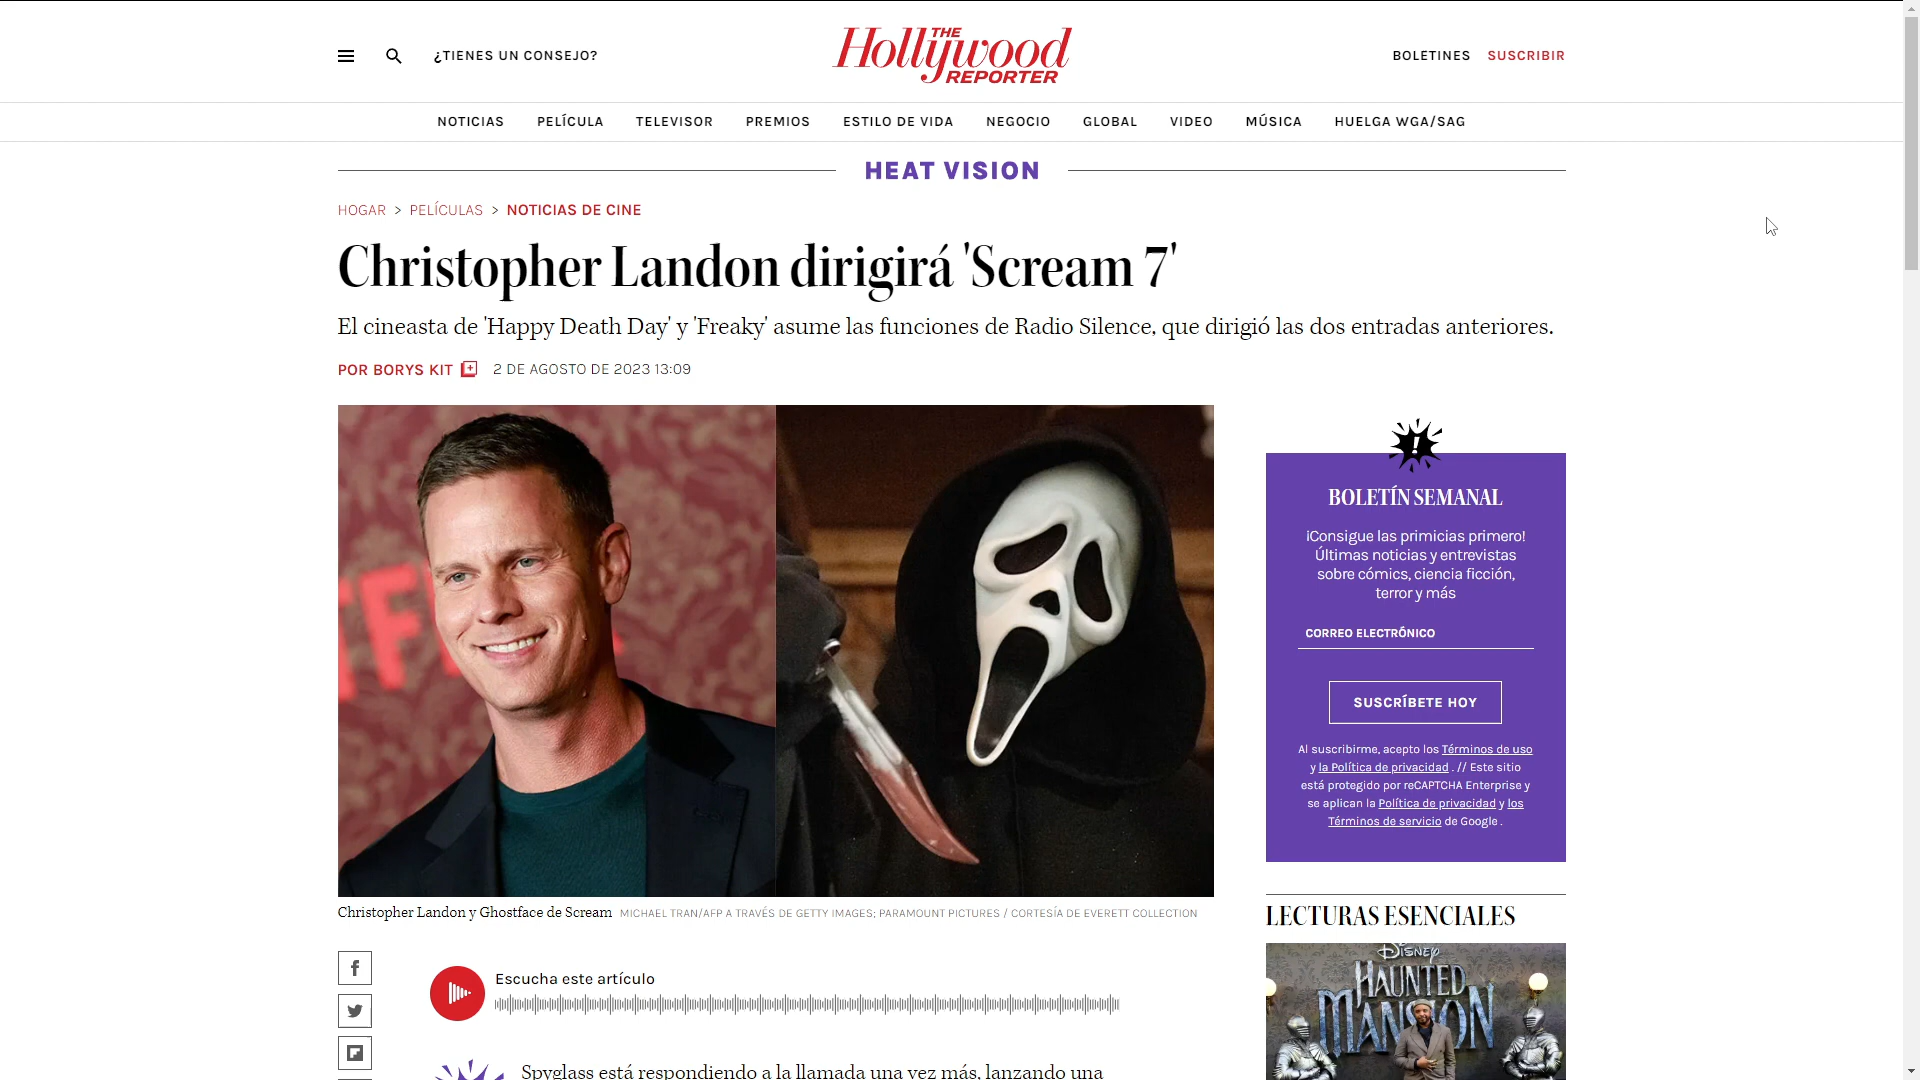 ¿TIENES UN CONSEJO?
THE
Hollywood
REPORTER
BOLETINES SUSCRIBIR
NOTICIAS PELÍCULA TELEVISOR PREMIOS ESTILO DE VIDA NEGOCIO GLOBAL VIDEO MÚSICA HUELGA WGA/SAG
HEAT VISION
HOGAR > PELÍCULAS > NOTICIAS DE CINE
Christopher Landon dirigirá 'Scream 7'
El cineasta de 'Happy Death Day' y 'Freaky' asume las funciones de Radio Silence, que dirigió las dos entradas anteriores.
POR BORYS KIT 2 DE AGOSTO DE 2023 13:09
Christopher Landon y Ghostface de Scream MICHAEL TRAN/AFP A TRAVÉS DE GETTY IMAGES; PARAMOUNT PICTURES / CORTESÍA DE EVERETT COLLECTION
Escucha este artículo
Spyglass está respondiendo a la llamada una vez más, lanzando una
BOLETÍN SEMANAL
¡Consigue las primicias primero!
Últimas noticias y entrevistas
sobre cómics, ciencia ficción,
terror y más
CORREO ELECTRÓNICO
SUSCRÍBETE HOY
Al suscribirme, acepto los Términos de uso
y la Política de privacidad . // Este sitio
está protegido por reCAPTCHA Enterprise y
se aplican la Política de privacidad y los
Términos de servicio de Google .
LECTURAS ESENCIALES
DISNEY
HAUNTED
MANSION